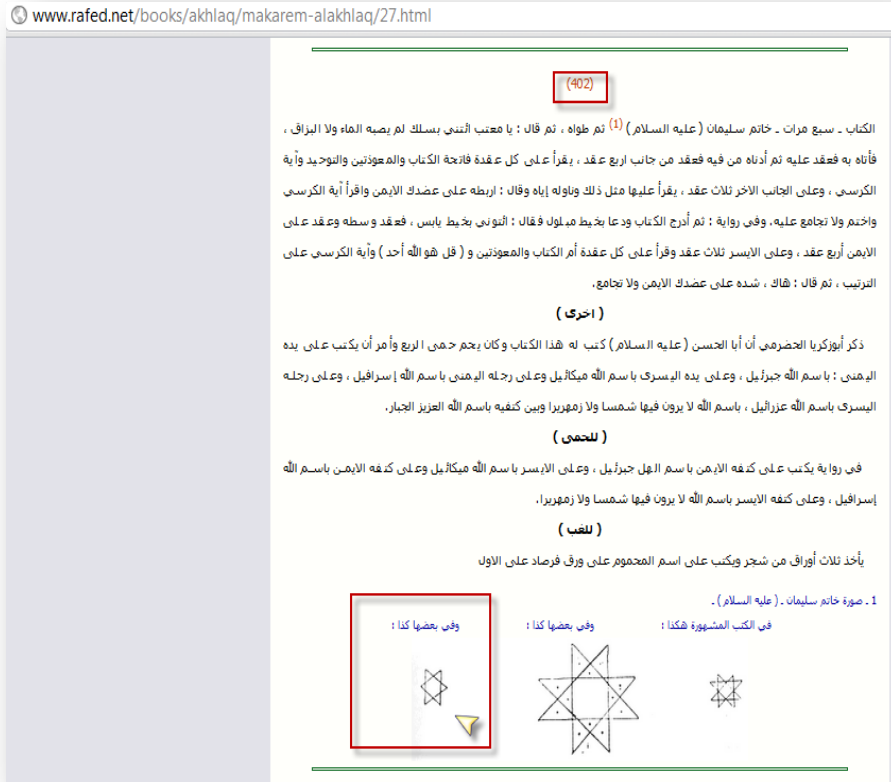 www.rafed.net/books/akhlaq/makarem-alakhlaq/27.html
(402)
الكتاب ـ سبع مرات ـ خاتم سليمان ( عليه السلام ) (1) ثم طواه ، ثم قال : يا معتب ائتني بسلك لم يصبه الماء ولا البزاق ،
فأتاه به فعقد عليه ثم أدناه من فيه فعقد من جانب اربع عقد ، يقرأ على كل عقدة فاتحة الكتاب والمعوذتين والتوحيد وآية
الكرسي ، وعلى الجانب الاخر ثلاث عقد ، يقرأ عليها مثل ذلك وناوله إياه وقال : اربطه على عضدك الايمن واقرأ آية الكرسي
واختم ولا تجامع عليه. وفي رواية : ثم أدرج الكتاب ودعا بخيط مبلول فقال : ائتوني بخيط يابس ، فعقد وسطه وعقد على
الايمن أربع عقد ، وعلى الايسر ثلاث عقد وقرأ على كل عقدة أم الكتاب والمعوذتين و ( قل هو الله أحد ) وآية الكرسي على
الترتيب ، ثم قال : هاك ، شده على عضدك الايمن ولا تجامع.
( اخرى )
ذكر أبوزكريا الحضرمي أن أبا الحسن ( عليه السلام ) كتب له هذا الكتاب وكان يحم حمى الربع وأمر أن يكتب على يده
اليمنى : باسم الله جبرئيل ، وعلى يده اليسرى باسم الله ميكائيل وعلى رجله اليمنى باسم الله إسرافيل ، وعلى رجله
اليسرى باسم الله عزرائيل ، باسم الله لا يرون فيها شمسا ولا زمهريرا وبين كتفيه باسم الله العزيز الجبار.
( للحمى )
في رواية يكتب على كتفه الايمن باسم الهل جبرئيل ، وعلى الايسر باسم الله ميكائيل وعلى كتفه الايمن باسم الله
إسرافيل ، وعلى كتفه الايسر باسم الله لا يرون فيها شمسا ولا زمهريرا.
( للغب )
يأخذ ثلاث أوراق من شجر ويكتب على اسم المحموم على ورق فرصاد على الاول
1 ـ صورة خاتم سليمان ـ ( عليه السلام ) ـ
في الكتب المشهورة هكذا : وفي بعضها كذا : وفي بعضها كذا :